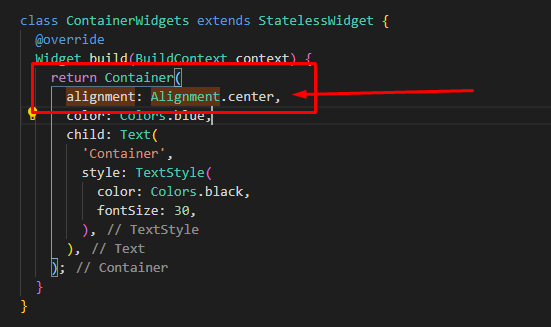 class ContainerWidgets extends StatelessWidget {
@override
Widget build(BuildContext context) {
return Container(
alignment: Alignment.center,
color: Colors.blue,
child: Text(
'Container',
style: TextStyle(
color: Colors.black,
fontSize: 30,
), // TextStyle
), // Text
); // Container
}
}